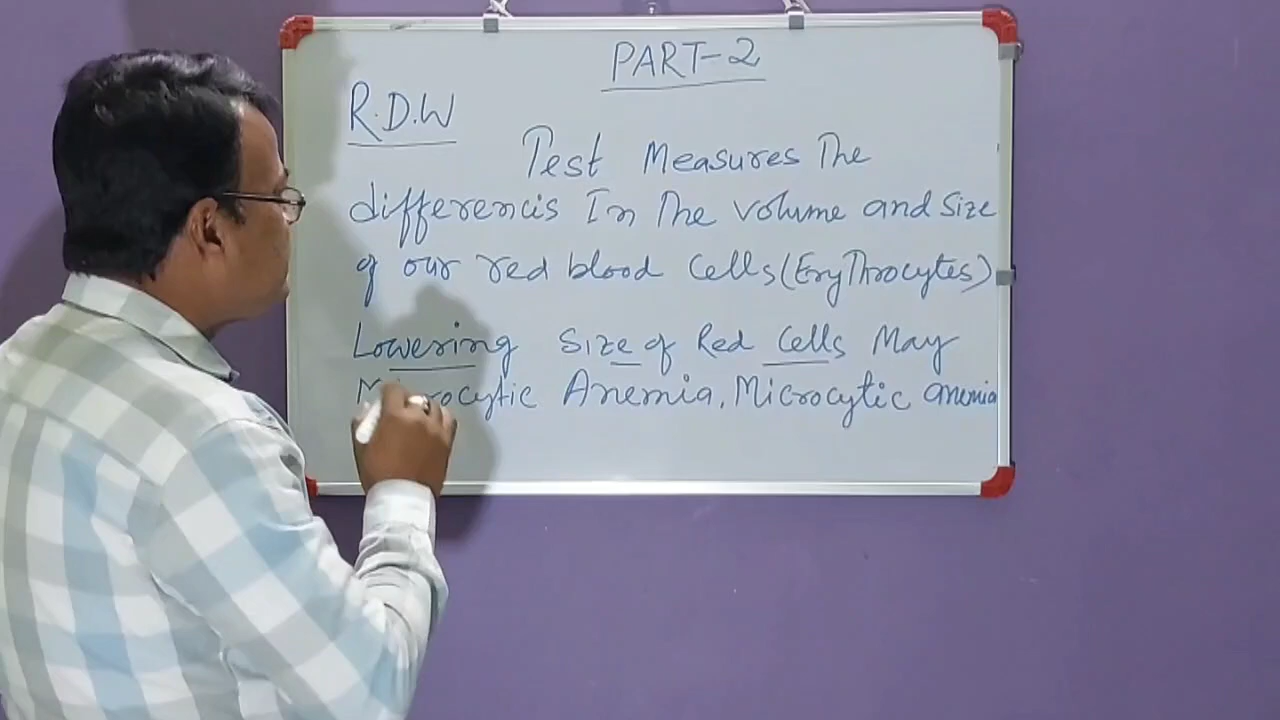 PART-2
R.D.W
Test Measures The
differencis In The volume and Size
of our red blood Cells (Erythrocytes)
Lowering Size of Red Cells May
Anemia, Microcytic anemia